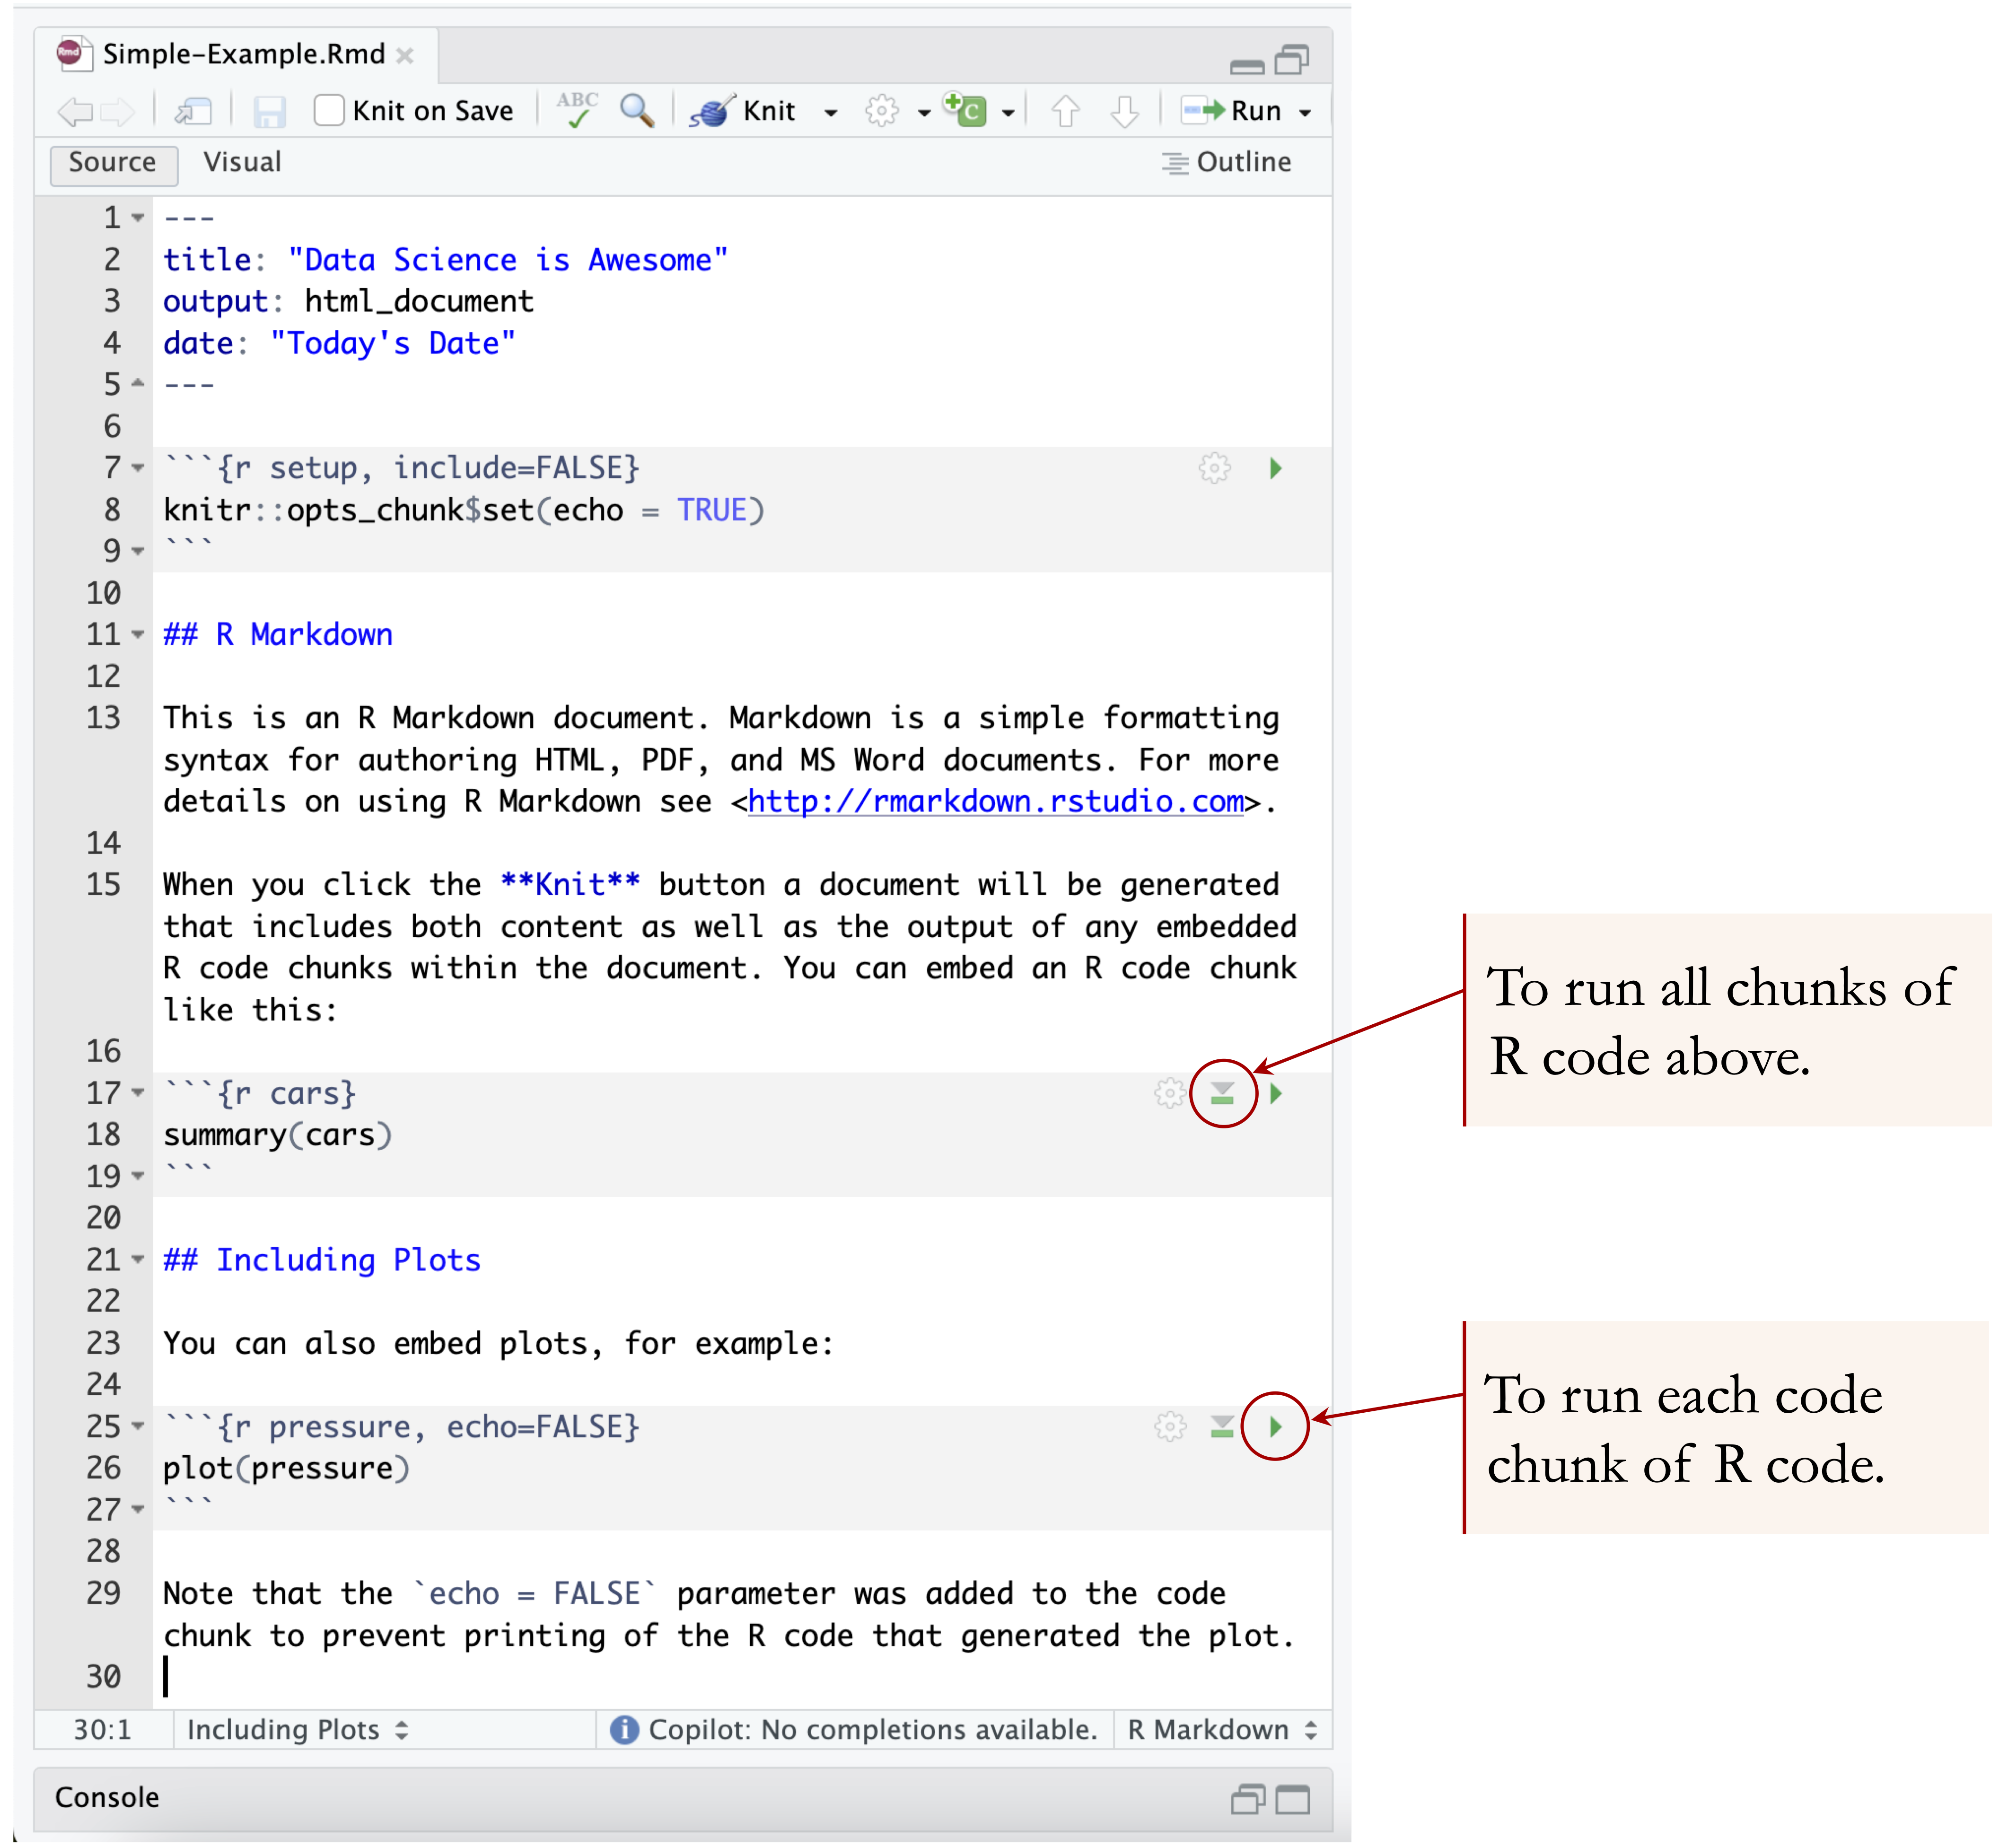 Simple-Example.Rmd
Knit on Save ABC Knit C Run
Source Visual Outline
1 ---
2 title: "Data Science is Awesome"
3 output: html_document
4 date: "Today's Date"
5 ---
6
7 ```{r setup, include=FALSE}
8 knitr::opts_chunk$set(echo = TRUE)
9 ```
10
11 ## R Markdown
12
13 This is an R Markdown document. Markdown is a simple formatting
syntax for authoring HTML, PDF, and MS Word documents. For more
details on using R Markdown see <http://rmarkdown.rstudio.com>.
14
15 When you click the **Knit** button a document will be generated
that includes both content as well as the output of any embedded
R code chunks within the document. You can embed an R code chunk
like this:
16
17 ```{r cars}
18 summary(cars)
19 ```
20
21 ## Including Plots
22
23 You can also embed plots, for example:
24
25 ```{r pressure, echo=FALSE}
26 plot(pressure)
27 ```
28
29 Note that the `echo = FALSE` parameter was added to the code
chunk to prevent printing of the R code that generated the plot.
30
30:1 Including Plots Copilot: No completions available. R Markdown
Console
To run all chunks of
R code above.
To run each code
chunk of R code.